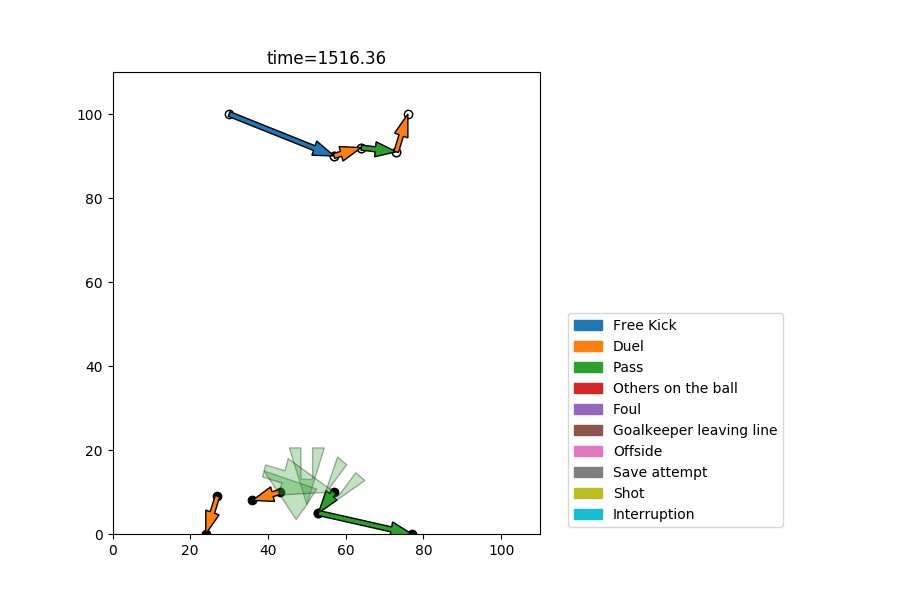 time=1516.36
100
80
60
40
20
0
0 20 40 60 80 100
Free Kick
Duel
Pass
Others on the ball
Foul
Goalkeeper leaving line
Offside
Save attempt
Shot
Interruption